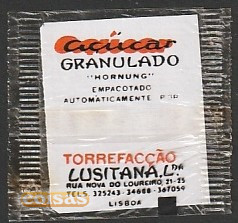 açúcar
GRANULADO
"HORNUNG"
EMPACOTADO
AUTOMATICAMENTE POR
TORREFACÇÃO
LUSITANA, L.DA
RUA NOVA DO LOUREIRO, 21-25
TELS. 325243 - 34688 - 367059
LISBOA
coisas